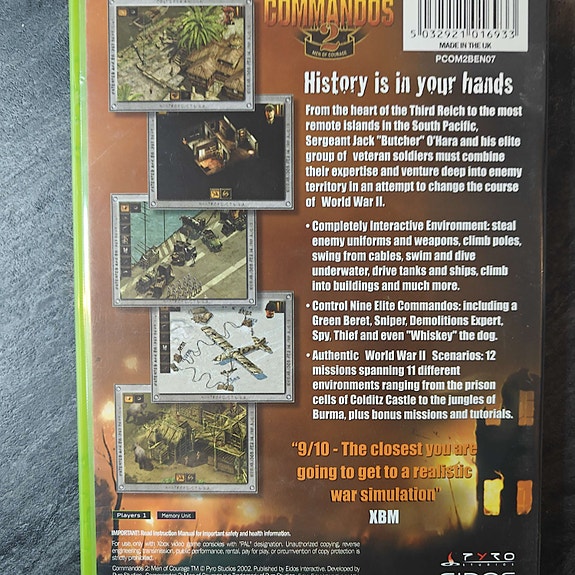 COMMANDOS
2
MEN OF COURAGE
5 032921 016933
MADE IN THE UK
PCOM2BEN07
History is in your hands
From the heart of the Third Reich to the most
remote islands in the South Pacific,
Sergeant Jack "Butcher" O'Hara and his elite
group of veteran soldiers must combine
their expertise and venture deep into enemy
territory in an attempt to change the course
of World War II.
• Completely Interactive Environment: steal
enemy uniforms and weapons, climb poles,
swing from cables, swim and dive
underwater, drive tanks and ships, climb
into buildings and much more.
• Control Nine Elite Commandos: including a
Green Beret, Sniper, Demolitions Expert,
Spy, Thief and even "Whiskey" the dog.
• Authentic World War II Scenarios: 12
missions spanning 11 different
environments ranging from the prison
cells of Colditz Castle to the jungles of
Burma, plus bonus missions and tutorials.
"9/10 - The closest you are
going to get to a realistic
war simulation"
XBM
Players 1
Memory Unit
IMPORTANT! Read Instruction Manual for important safety and health information.
For use only with Xbox video game consoles with "PAL" designation. Unauthorized copying, reverse
engineering, transmission, public performance, rental, pay for play, or circumvention of copy protection is
strictly prohibited.
Commandos 2: Men of Courage TM © Pyro Studios 2002. Published by Eidos Interactive. Developed by
PYRO
STUDIOS